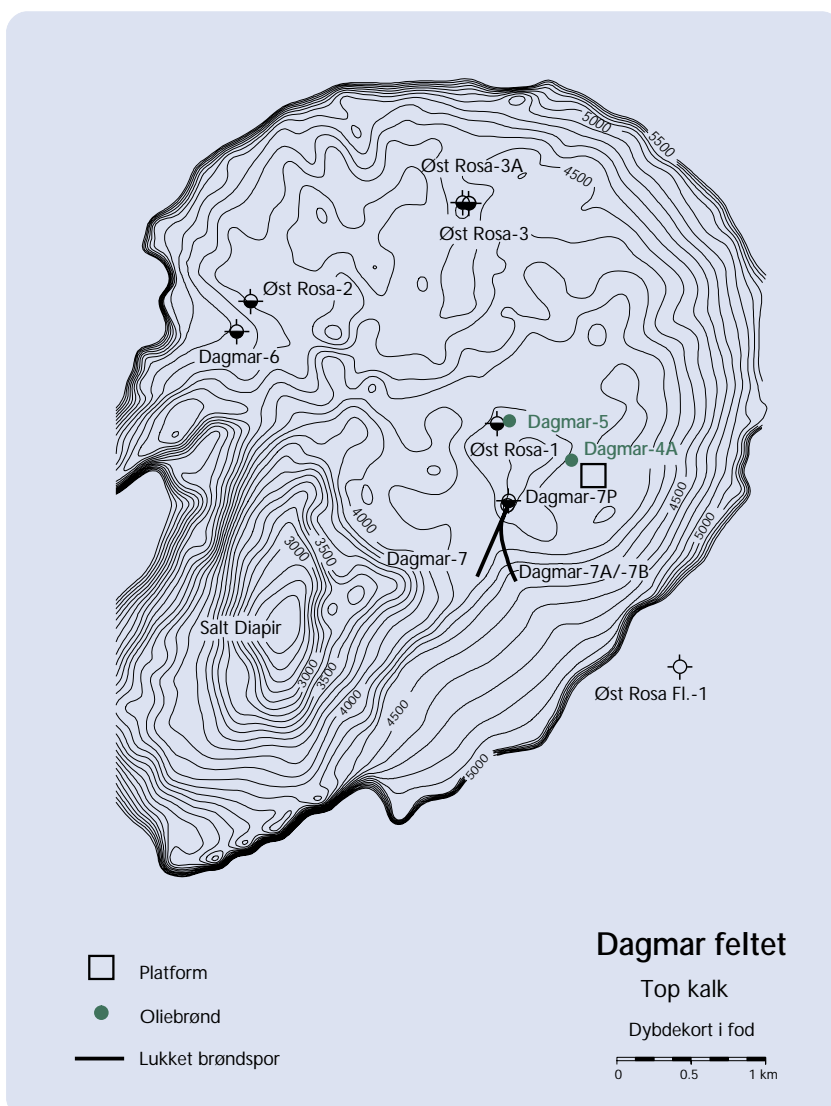 5000
5500
Øst Rosa-3A
4500
Øst Rosa-3
Øst Rosa-2
Dagmar-6
Dagmar-5
Øst Rosa-1
Dagmar-4A
Dagmar-7P
4500
4000
5000
3000
3500
Dagmar-7
Dagmar-7A/-7B
Salt Diapir
3000
3500
Øst Rosa Fl.-1
4000
4500
5000
Dagmar feltet
Top kalk
Dybdekort i fod
0 0.5 1 km
Platform
Oliebrønd
Lukket brøndspor